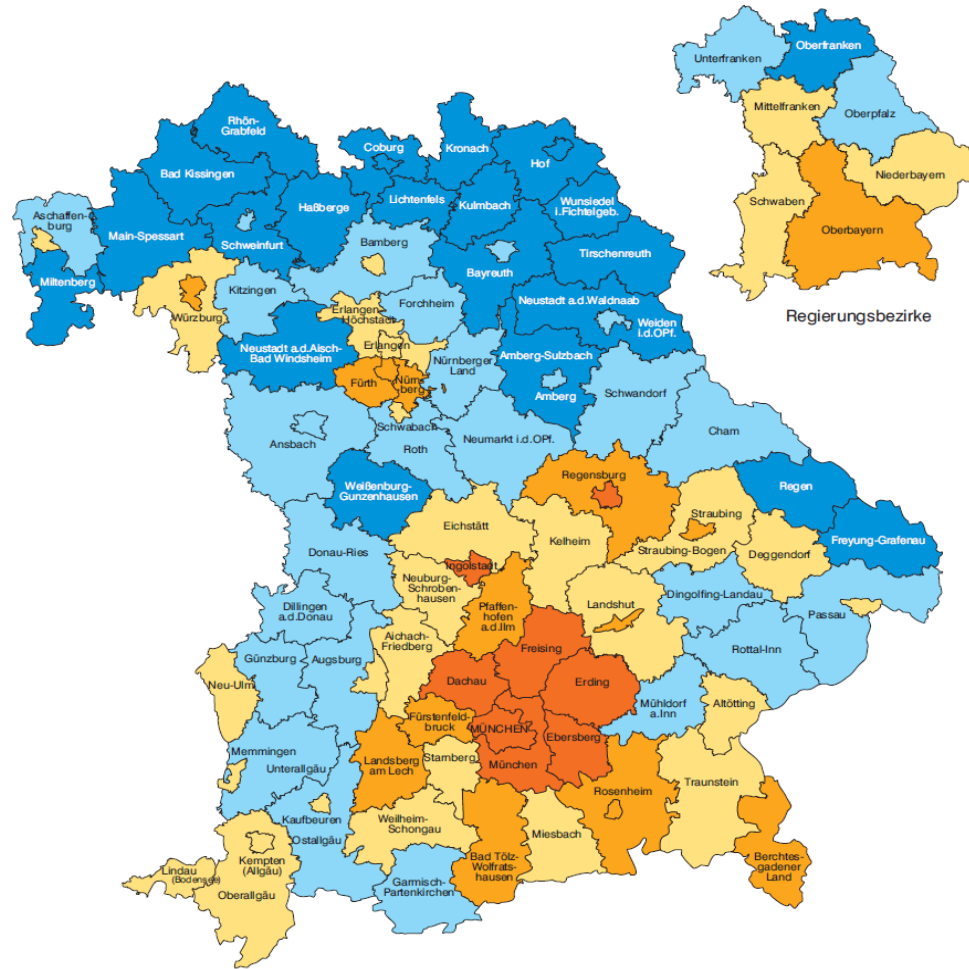 Oberfranken
Unterfranken
Mittelfranken
Oberpfalz
Niederbayern
Schwaben
Oberbayern
Regierungsbezirke
Rhön-
Grabfeld
Coburg
Kronach
Hof
Bad Kissingen
Haßberge
Lichtenfels
Kulmbach
Wunsiedel
i.Fichtelgeb.
Aschaffen-
burg
Main-Spessart
Schweinfurt
Bamberg
Tirschenreuth
Miltenberg
Kitzingen
Bayreuth
Würzburg
Forchheim
Neustadt a.d.Waldnaab
Erlangen-
Höchstadt
Weiden
i.d.OPf.
Neustadt a.d.Aisch-
Bad Windsheim
Erlangen
Nürnberger
Land
Amberg-Sulzbach
Fürth
Nürn-
berg
Amberg
Schwandorf
Ansbach
Schwabach
Roth
Neumarkt i.d.OPf.
Cham
Weißenburg-
Gunzenhausen
Regensburg
Regen
Eichstätt
Straubing
Kelheim
Freyung-Grafenau
Donau-Ries
Straubing-Bogen
Deggendorf
Ingolstadt
Neuburg-
Schroben-
hausen
Dillingen
a.d.Donau
Pfaffen-
hofen
a.d.Ilm
Landshut
Dingolfing-Landau
Passau
Aichach-
Friedberg
Freising
Rottal-Inn
Günzburg
Augsburg
Neu-Ulm
Dachau
Erding
Mühldorf
a.Inn
Altötting
Fürstenfeld-
bruck
MÜNCHEN
Ebersberg
Memmingen
Unterallgäu
Landsberg
am Lech
Starnberg
München
Traunstein
Rosenheim
Kaufbeuren
Ostallgäu
Weilheim-
Schongau
Miesbach
Bad Tölz-
Wolfrats-
hausen
Berchtes-
gadener
Land
Kempten
(Allgäu)
Lindau
(Bodensee)
Oberallgäu
Garmisch-
Partenkirchen